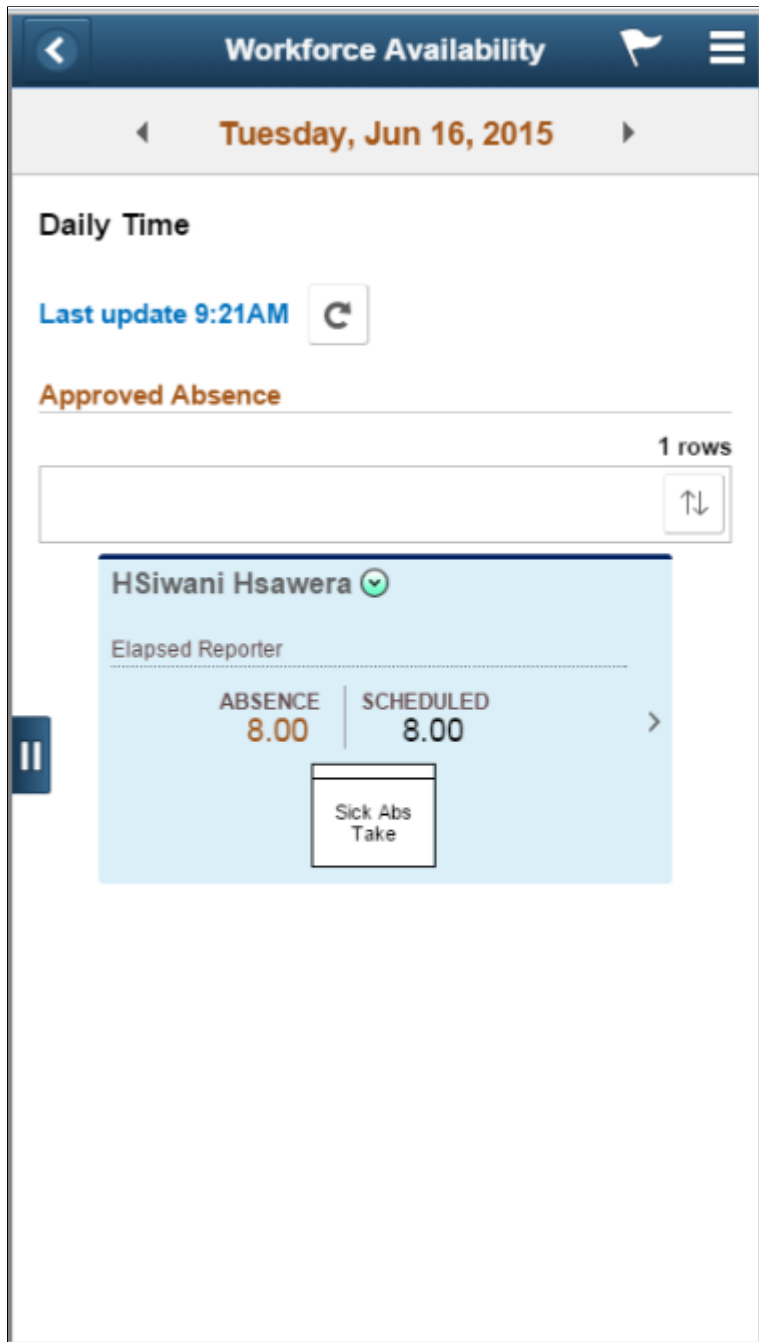 Workforce Availability
Tuesday, Jun 16, 2015
Daily Time
Last update 9:21AM
Approved Absence
1 rows
HSiwani Hsawera
Elapsed Reporter
ABSENCE SCHEDULED
8.00 8.00
Sick Abs
Take